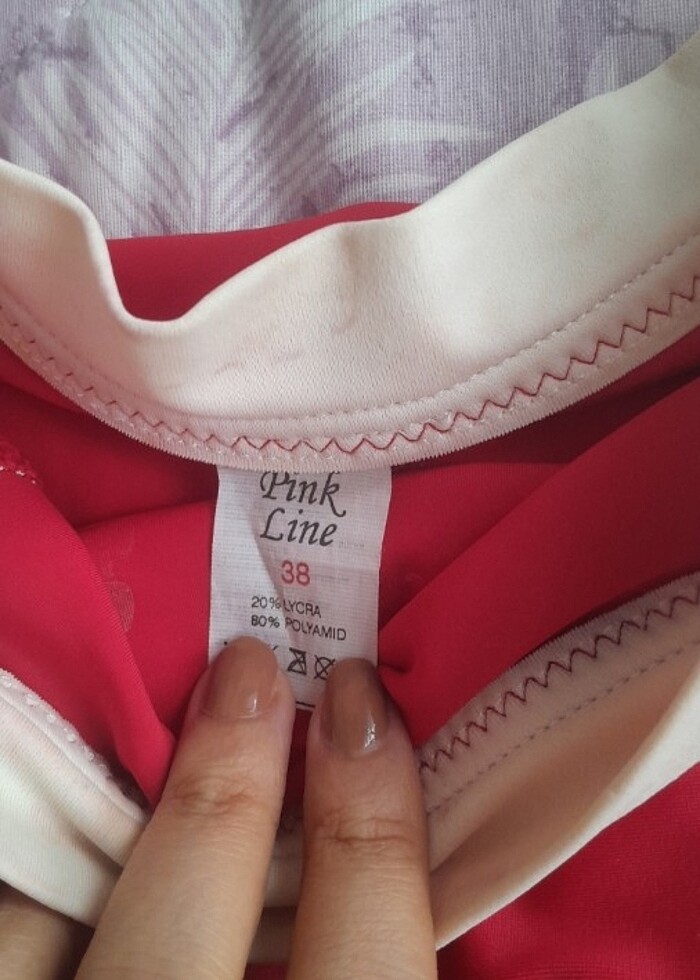 Pink
Line
38
20% LYCRA
80% POLYAMID